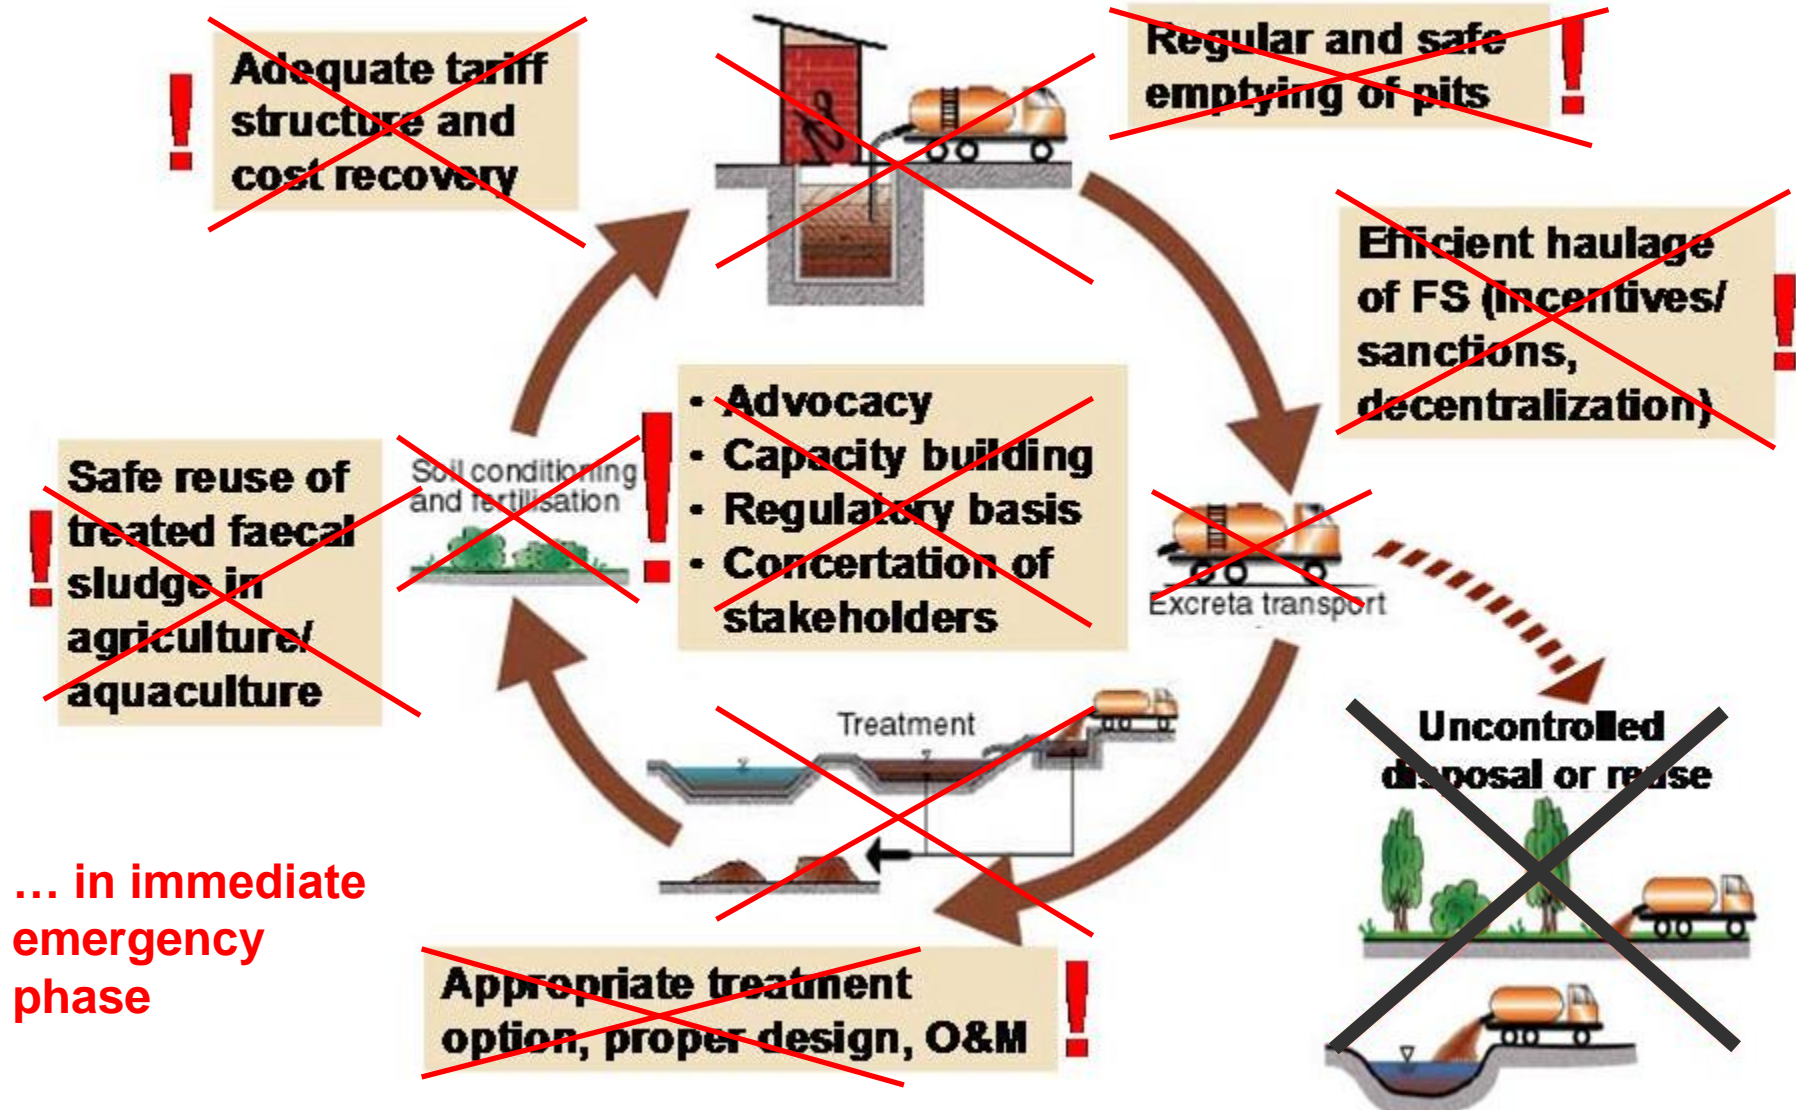 Adequate tariff
structure and
cost recovery
!
Regular and safe
emptying of pits
!
Efficient haulage
of FS (incentives/
sanctions,
decentralization)
!
• Advocacy
• Capacity building
• Regulatory basis
• Concertation of
stakeholders
!
Soil conditioning
and fertilisation
Safe reuse of
treated faecal
sludge in
agriculture/
aquaculture
!
Excreta transport
Treatment
Uncontrolled
disposal or reuse
… in immediate
emergency
phase
Appropriate treatment
option, proper design, O&M
!